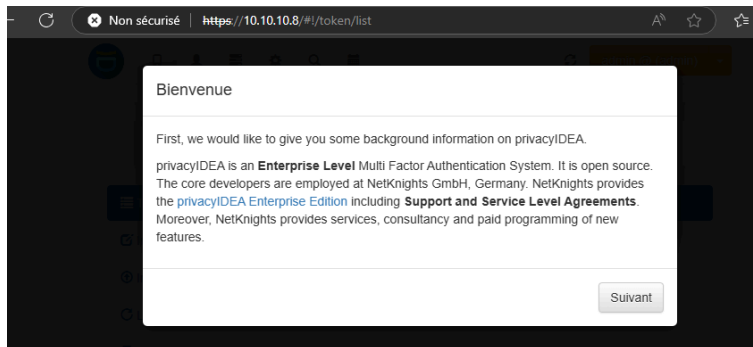 Non sécurisé | https://10.10.10.8/#!/token/list
Bienvenue
First, we would like to give you some background information on privacyIDEA.
privacyIDEA is an Enterprise Level Multi Factor Authentication System. It is open source.
The core developers are employed at NetKnights GmbH, Germany. NetKnights provides
the privacyIDEA Enterprise Edition including Support and Service Level Agreements.
Moreover, NetKnights provides services, consultancy and paid programming of new
features.
Suivant